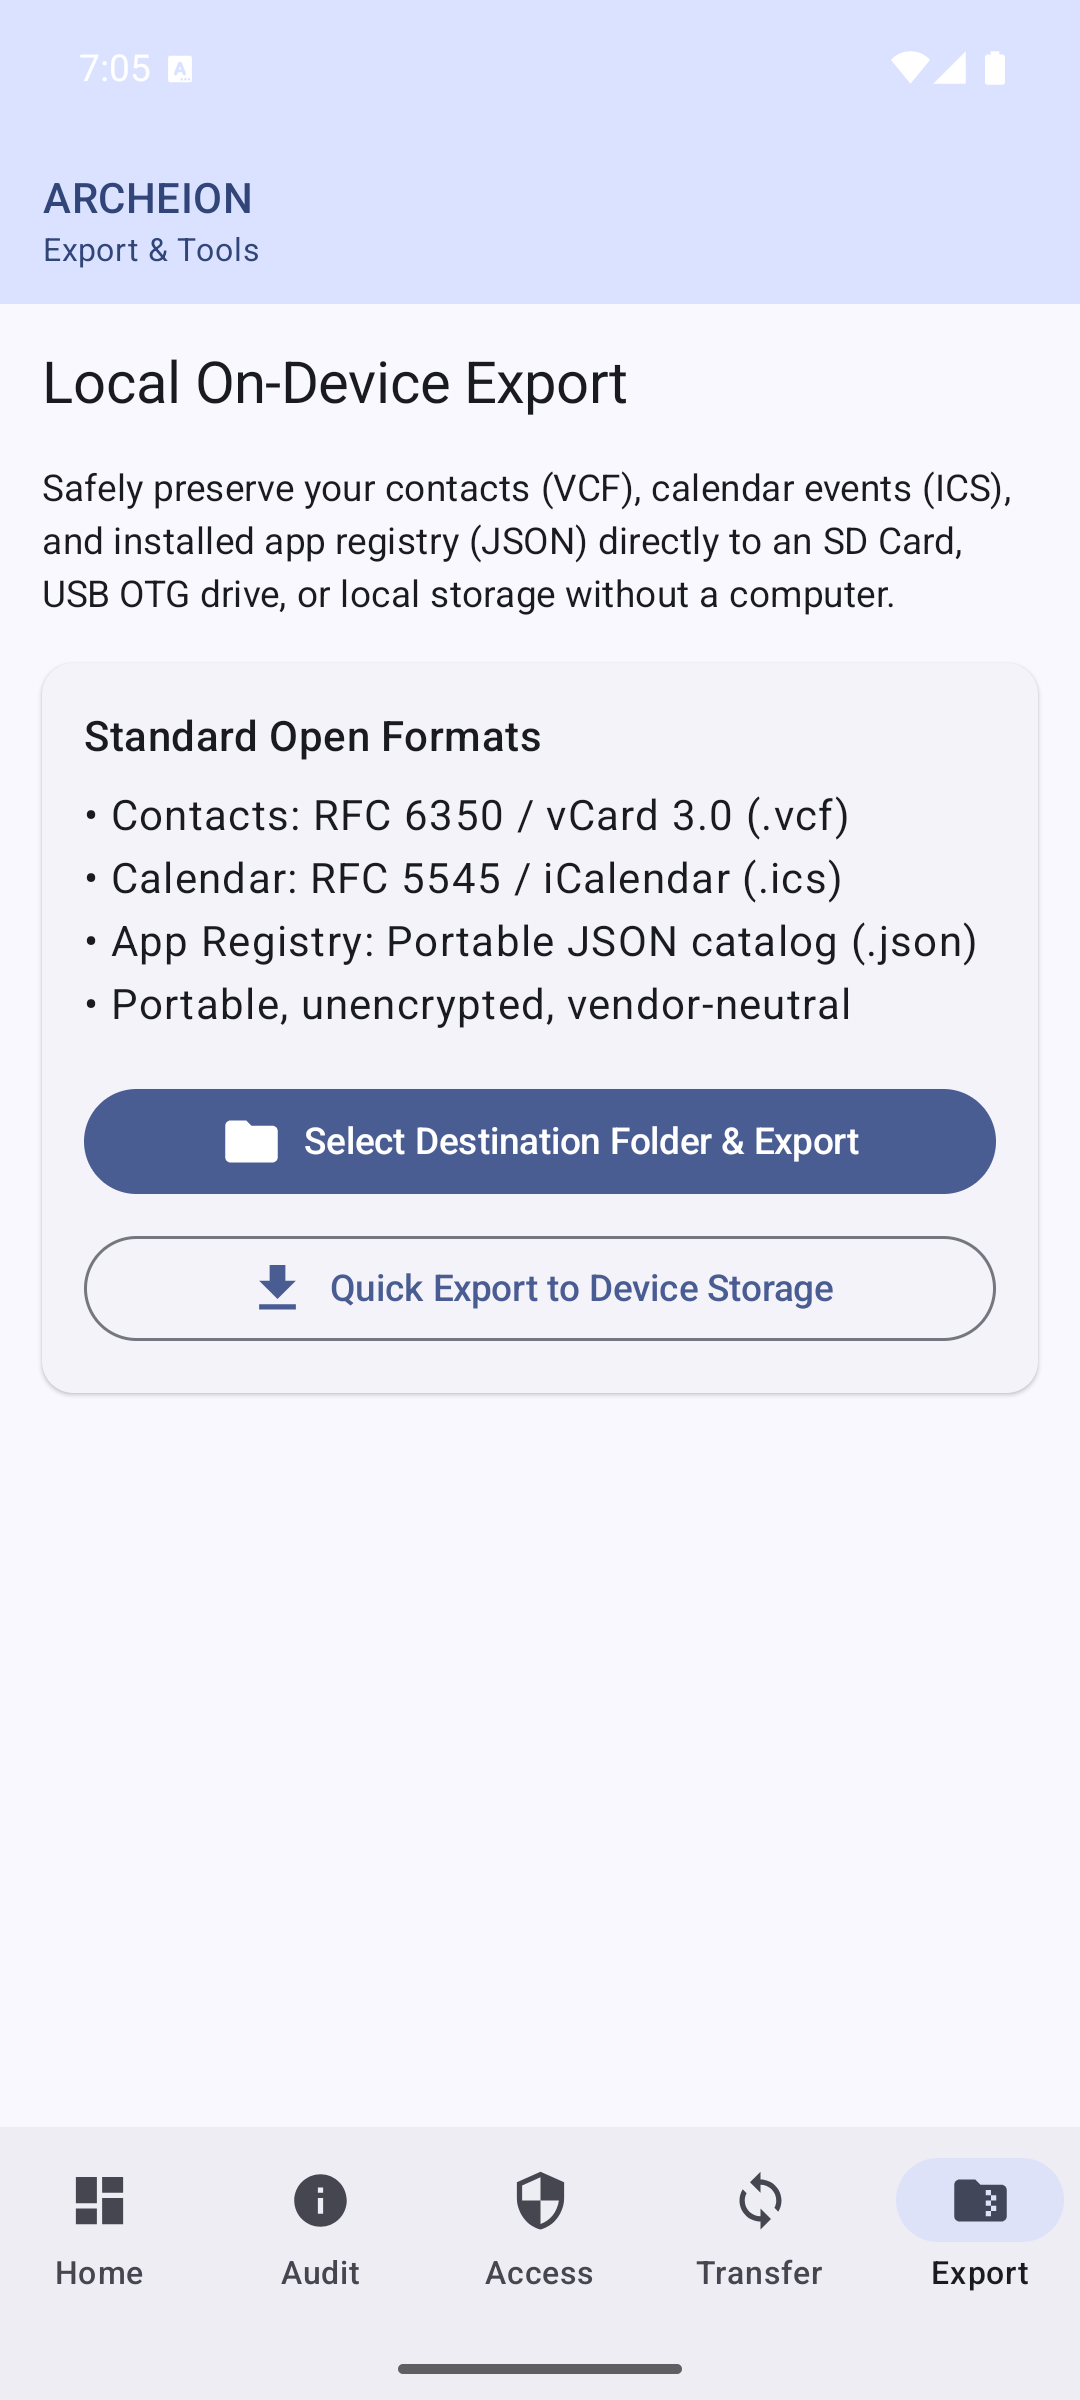 7:05
ARCHEION
Export & Tools
Local On-Device Export
Safely preserve your contacts (VCF), calendar events (ICS),
and installed app registry (JSON) directly to an SD Card,
USB OTG drive, or local storage without a computer.
Standard Open Formats
• Contacts: RFC 6350 / vCard 3.0 (.vcf)
• Calendar: RFC 5545 / iCalendar (.ics)
• App Registry: Portable JSON catalog (.json)
• Portable, unencrypted, vendor-neutral
Select Destination Folder & Export
Quick Export to Device Storage
Home Audit Access Transfer Export